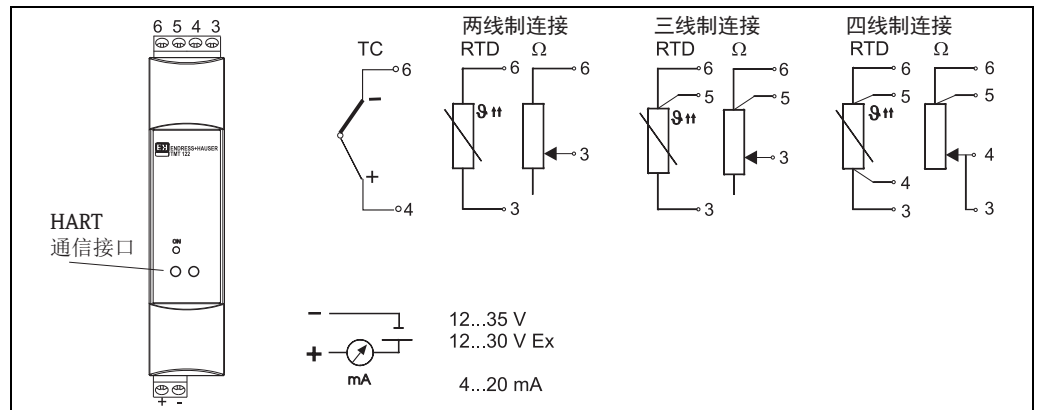 6 5 4 3
E+H ENDRESS+HAUSER
TMT 122
HART
通信接口
ON
+ -
TC
6
−
+
4
两线制连接
RTD Ω
6 6
ϑ
3
3
三线制连接
RTD Ω
6 6
5 5
ϑ
3
3
四线制连接
RTD Ω
6 6
5 5
ϑ
4 4
3 3
−
+
mA
12...35 V
12...30 V Ex
4...20 mA